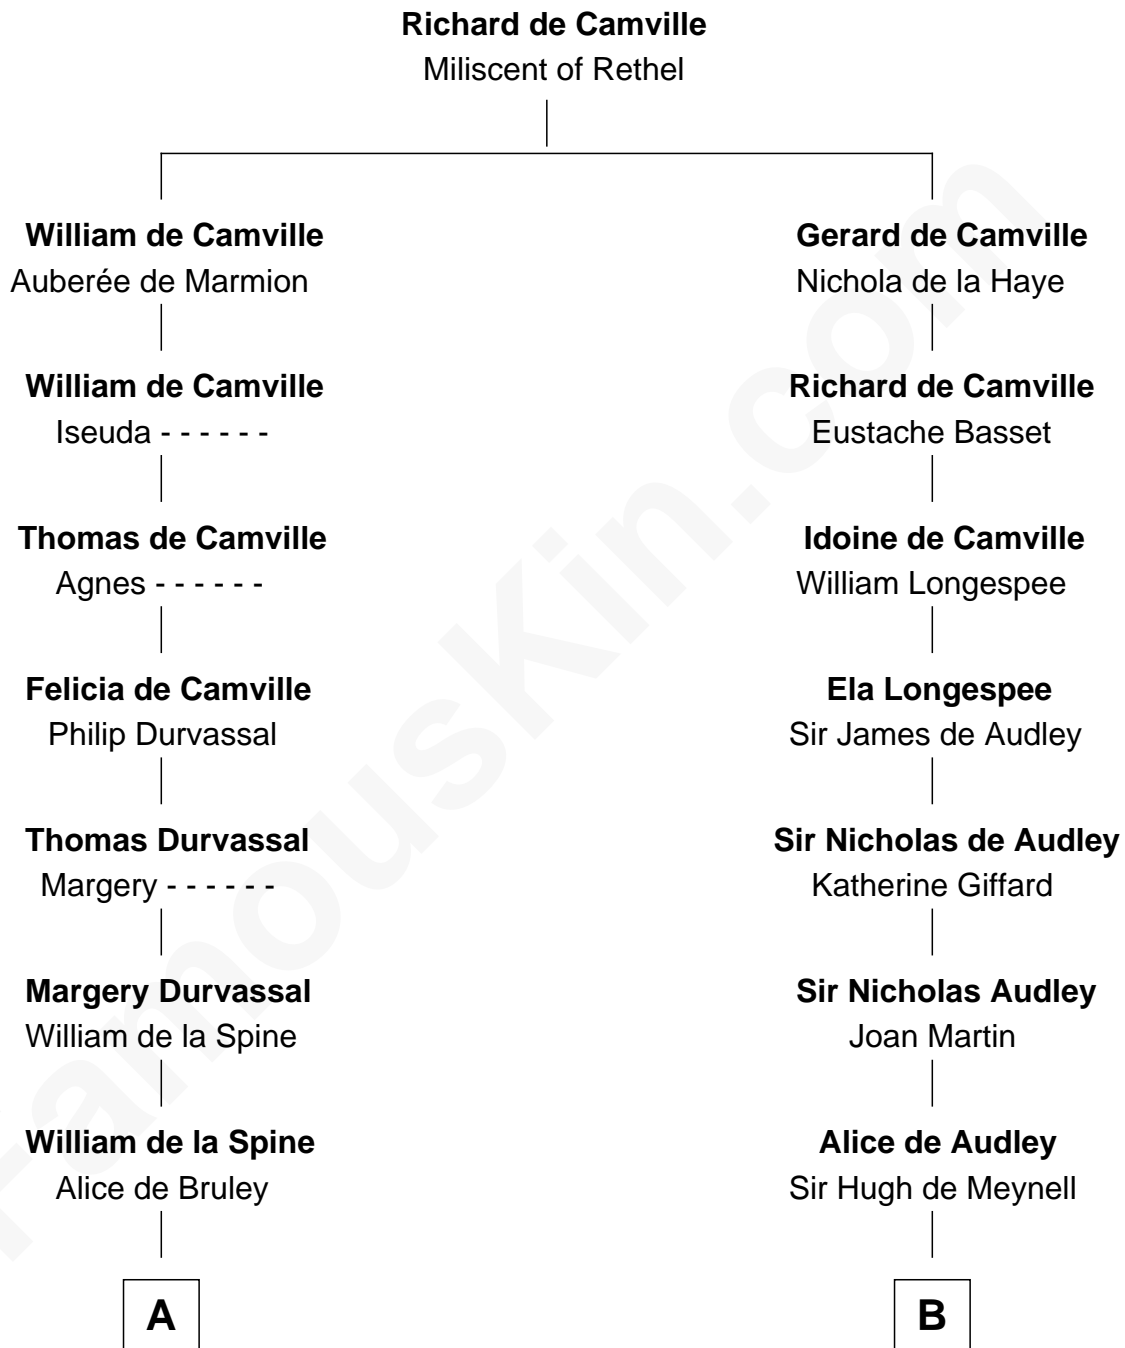 Richard de Camville
Miliscent of Rethel
William de Camville
Auberée de Marmion
Gerard de Camville
Nichola de la Haye
William de Camville
Iseuda - - - - - -
Richard de Camville
Eustache Basset
Thomas de Camville
Agnes - - - - - -
Idoine de Camville
William Longespee
Felicia de Camville
Philip Durvassal
Ela Longespee
Sir James de Audley
Thomas Durvassal
Margery - - - - - -
Sir Nicholas de Audley
Katherine Giffard
Margery Durvassal
William de la Spine
Sir Nicholas Audley
Joan Martin
William de la Spine
Alice de Bruley
Alice de Audley
Sir Hugh de Meynell
A
B
FamousKin.com